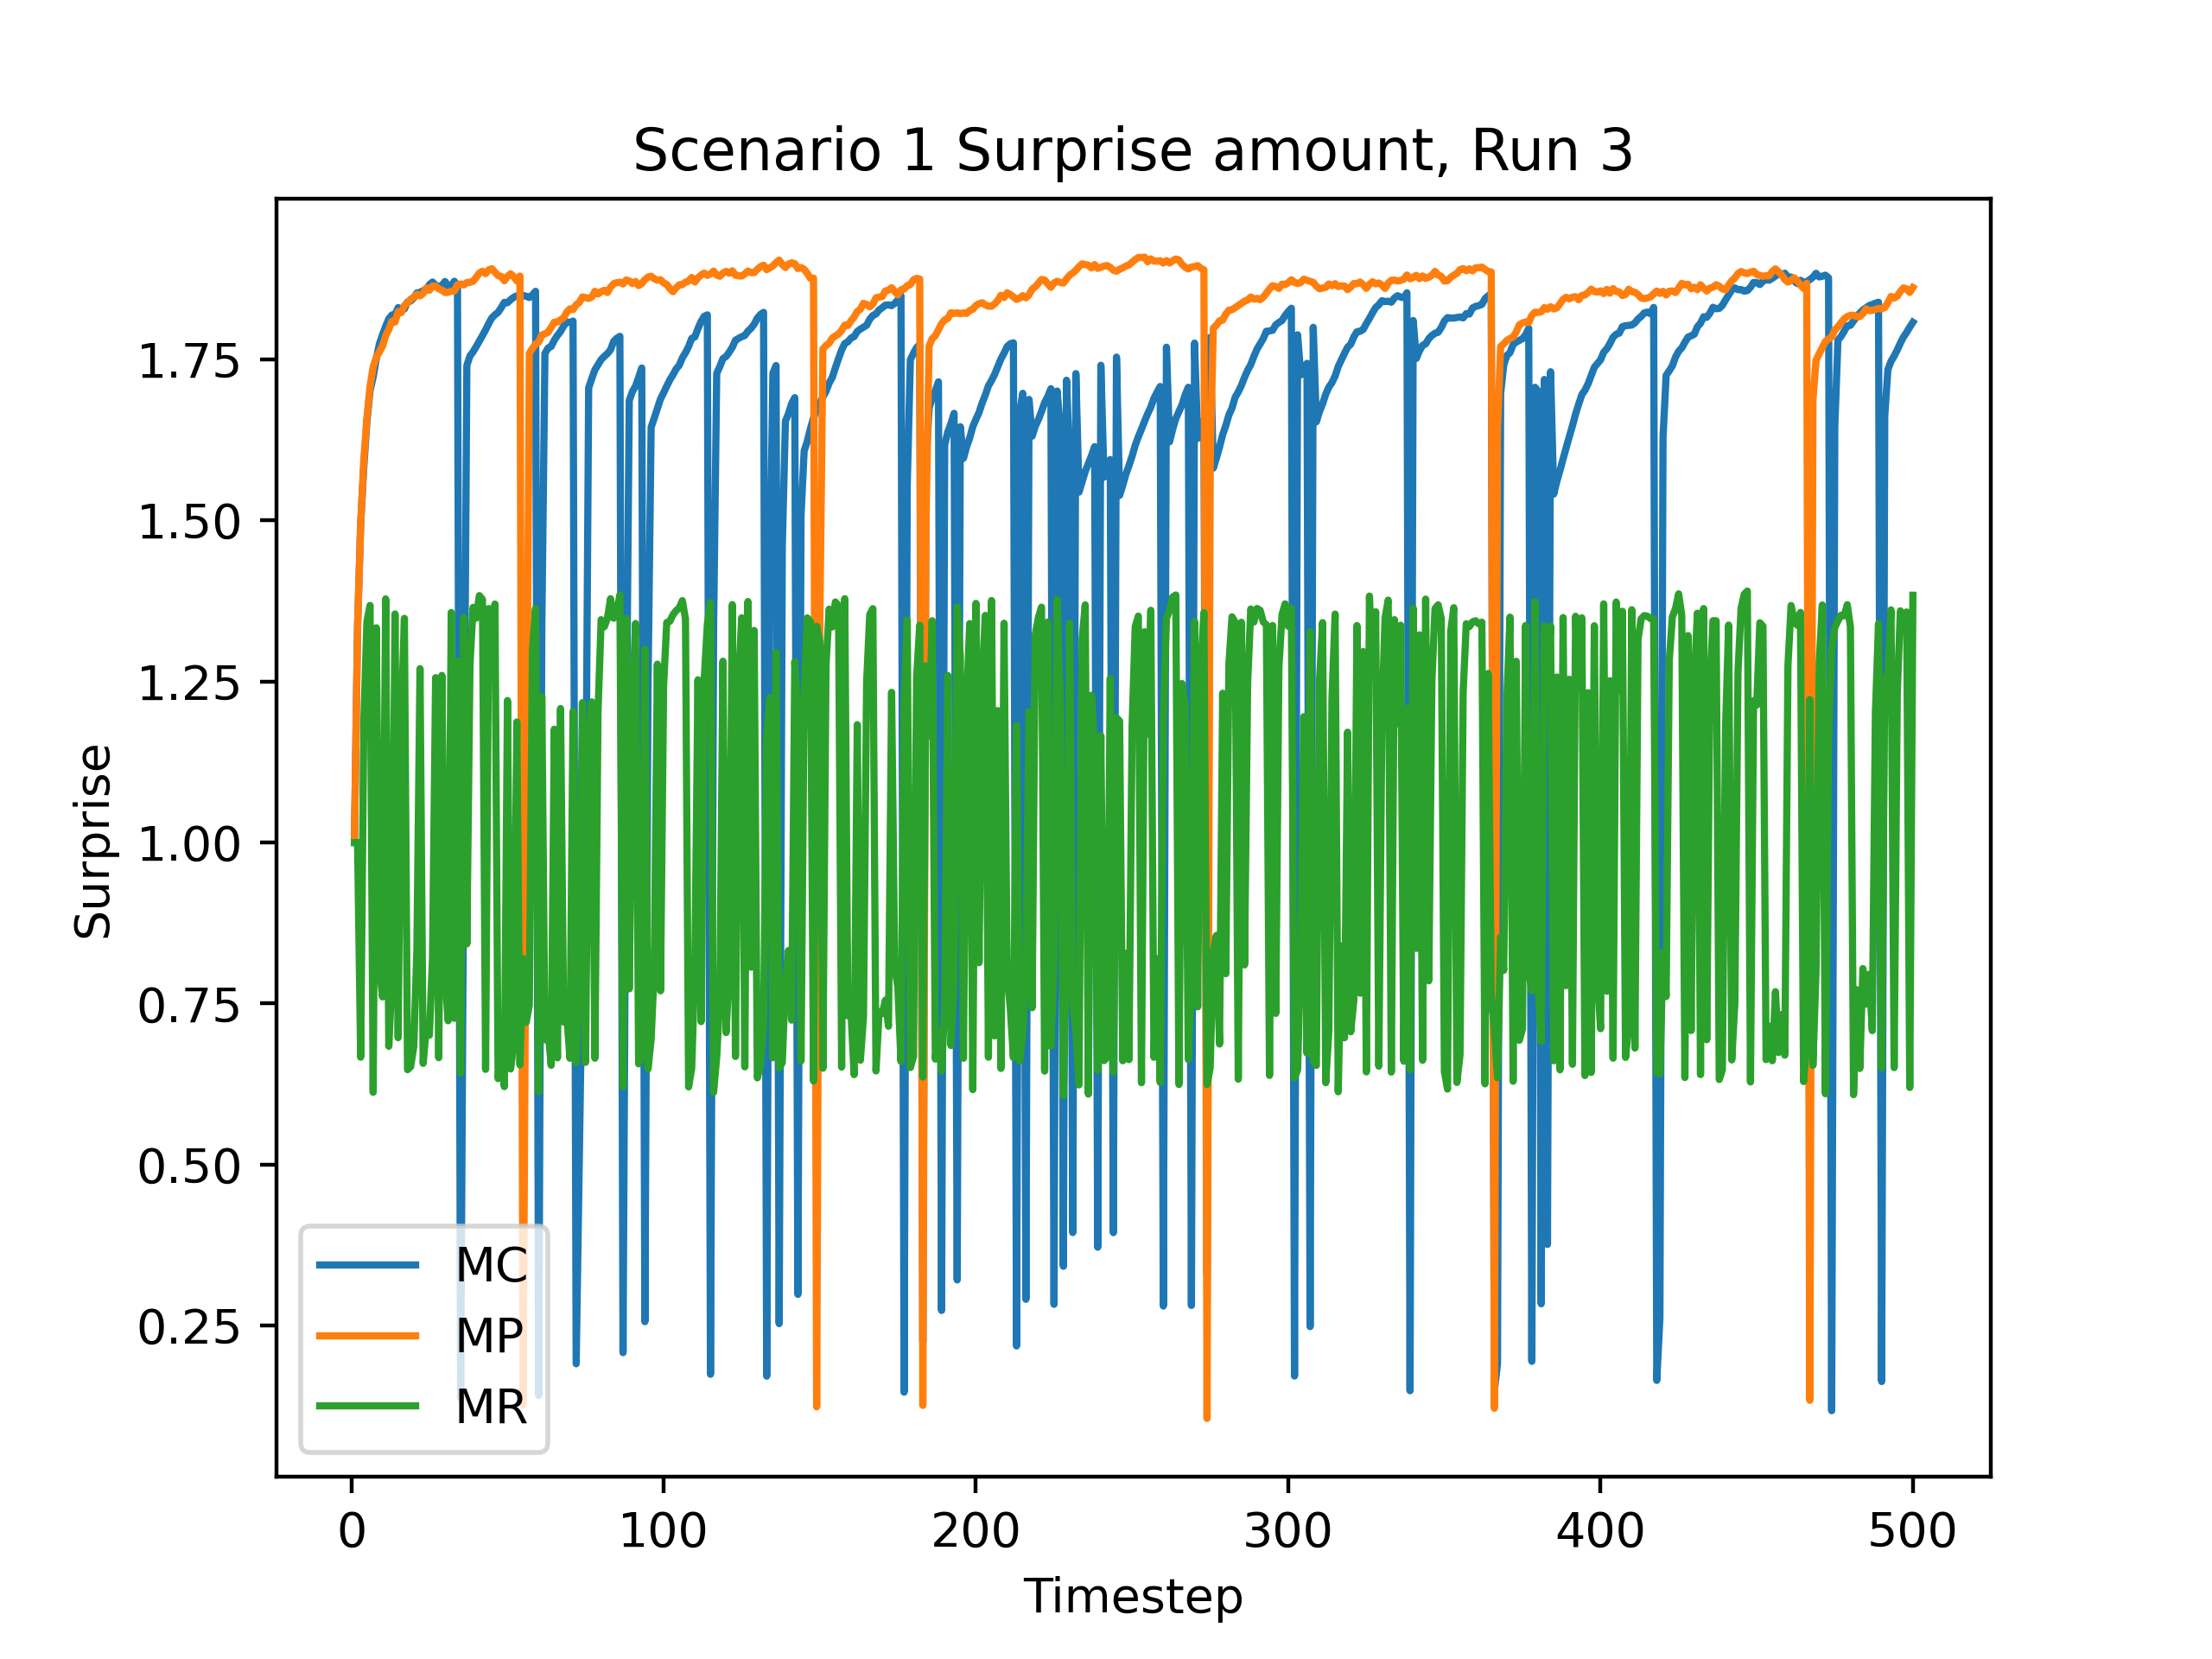 Scenario 1 Surprise amount, Run 3
Surprise
1.75
1.50
1.25
1.00
0.75
0.50
0.25
MC
MP
MR
0 100 200 300 400 500
Timestep